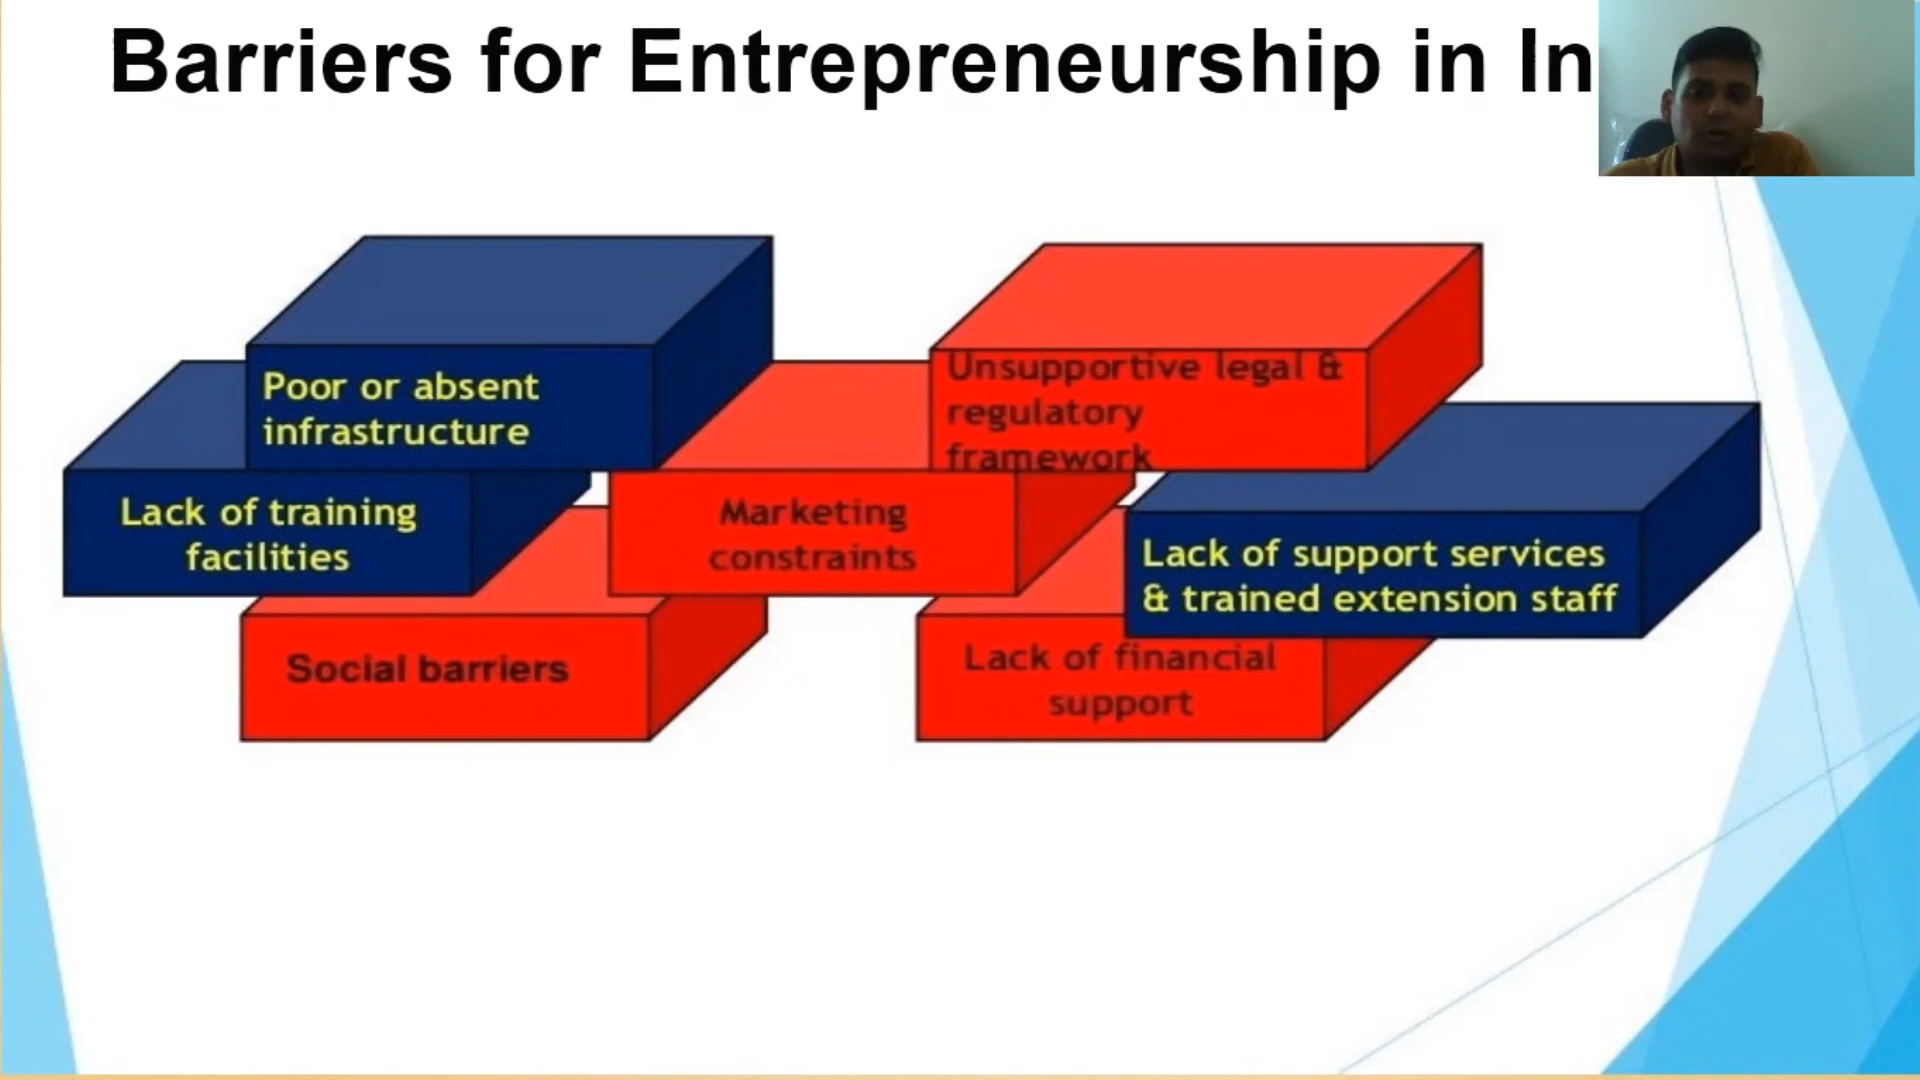 Barriers for Entrepreneurship in In
Poor or absent
infrastructure
Unsupportive legal &
regulatory
framework
Lack of training
facilities
Marketing
constraints
Lack of support services
& trained extension staff
Social barriers
Lack of financial
support